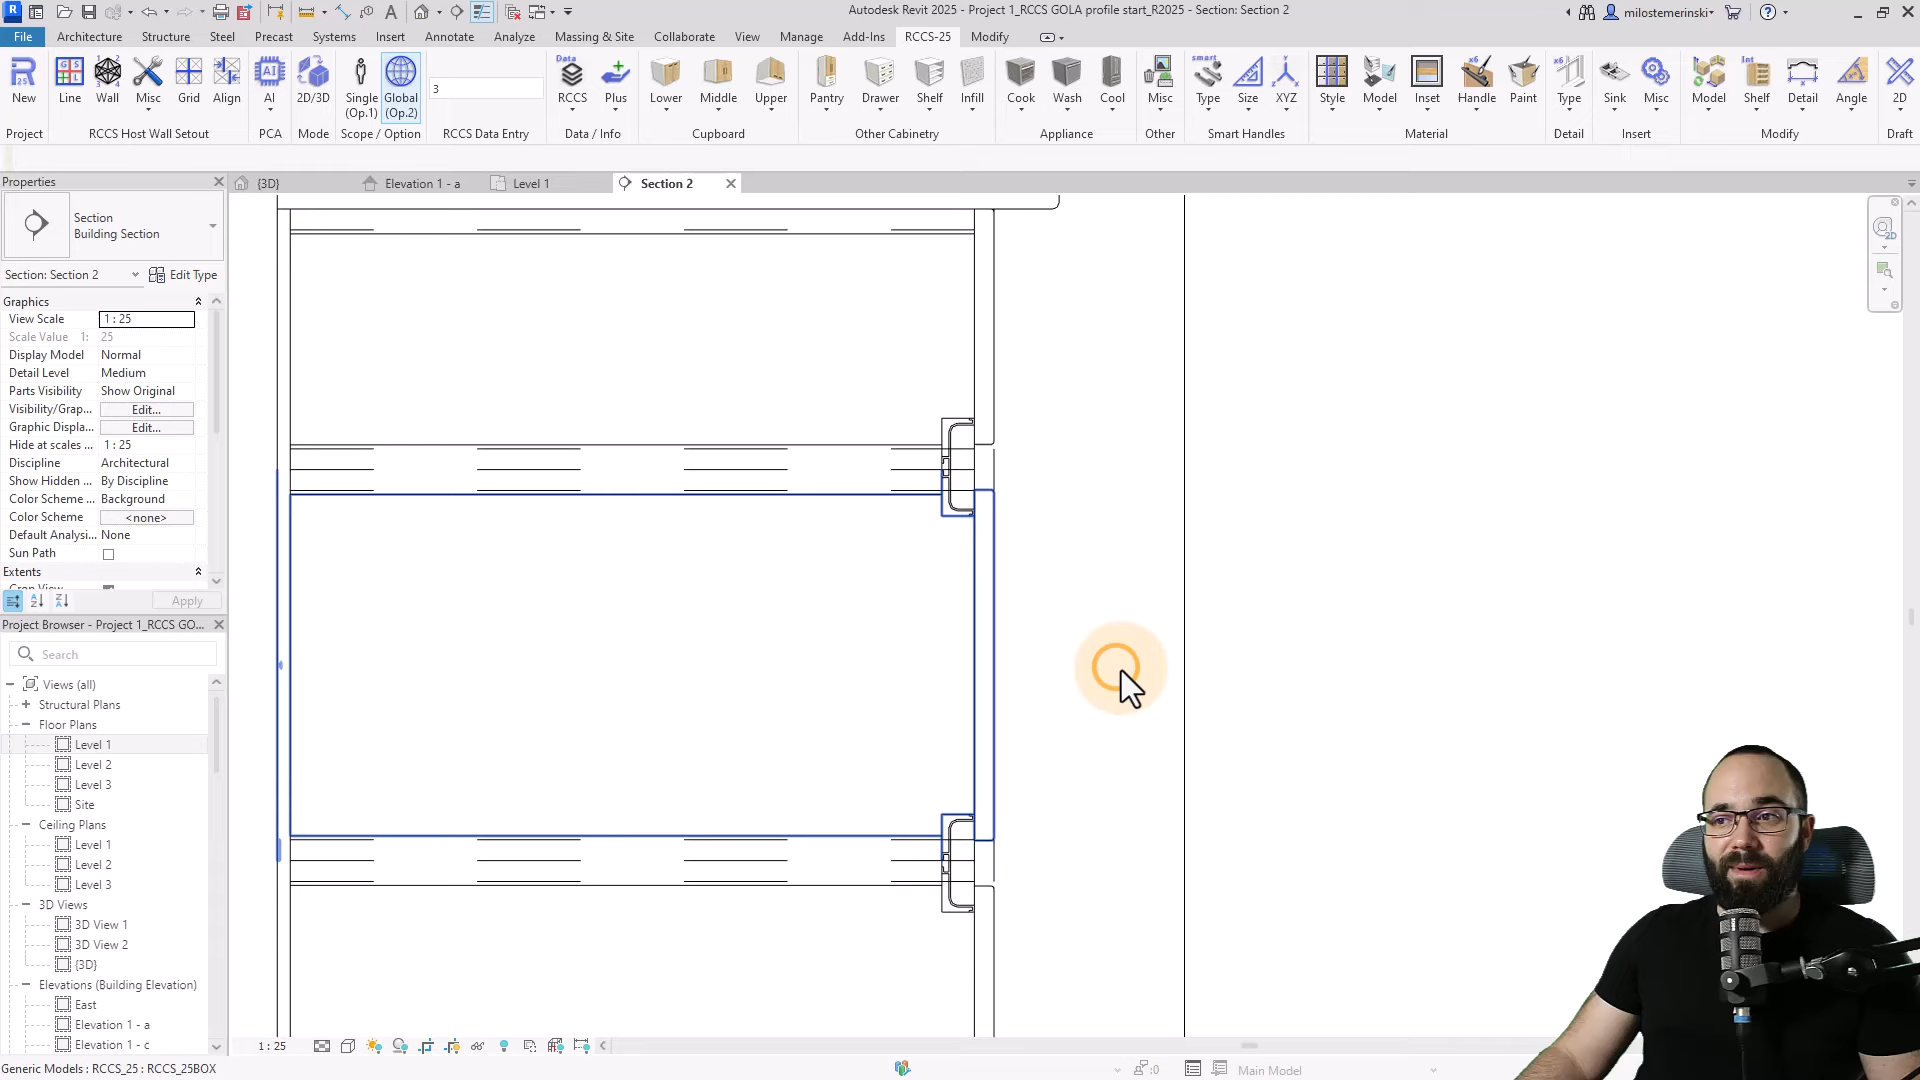 Autodesk Revit 2025 - Project 1_RCCS GOLA profile start_R2025 - Section: Section 2
milostemerinski
File Architecture Structure Steel Precast Systems Insert Annotate Analyze Massing & Site Collaborate View Manage Add-Ins RCCS-25 Modify
New Line Wall Misc Grid Align AI 2D/3D Single (Op.1) Global (Op.2) 3 Data RCCS Plus Lower Middle Upper Pantry Drawer Shelf Infill Cook Wash Cool Misc smart Type Size XYZ Style Model Inset x6 Handle Paint x6 Type Sink Misc Model Int Shelf Detail Angle 2D
Project RCCS Host Wall Setout PCA Mode Scope / Option RCCS Data Entry Data / Info Cupboard Other Cabinetry Appliance Other Smart Handles Material Detail Insert Modify Draft
Properties
{3D} Elevation 1 - a Level 1 Section 2
Section
Building Section
Section: Section 2 Edit Type
Graphics
View Scale 1 : 25
Scale Value 1: 25
Display Model Normal
Detail Level Medium
Parts Visibility Show Original
Visibility/Grap... Edit...
Graphic Displa... Edit...
Hide at scales ... 1 : 25
Discipline Architectural
Show Hidden ... By Discipline
Color Scheme ... Background
Color Scheme <none>
Default Analysi... None
Sun Path
Extents
Apply
Project Browser - Project 1_RCCS GO...
Search
Views (all)
Structural Plans
Floor Plans
Level 1
Level 2
Level 3
Site
Ceiling Plans
Level 1
Level 2
Level 3
3D Views
3D View 1
3D View 2
{3D}
Elevations (Building Elevation)
East
Elevation 1 - a
Elevation 1 - c
1 : 25
Generic Models : RCCS_25 : RCCS_25BOX
:0 Main Model